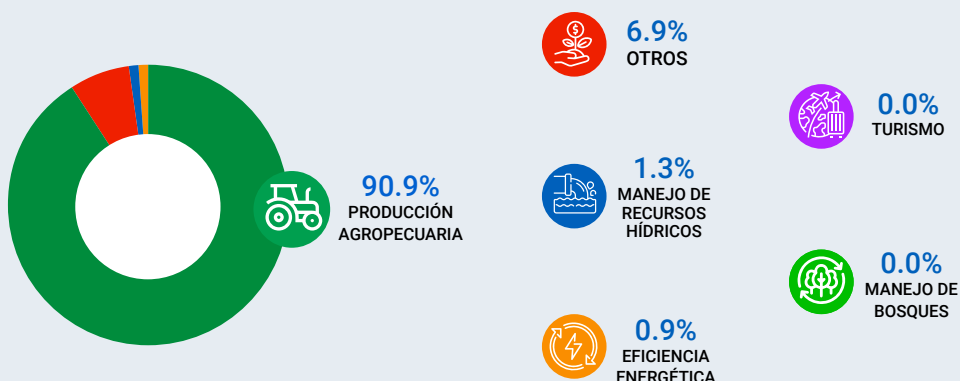 90.9%
PRODUCCIÓN
AGROPECUARIA
6.9%
OTROS
1.3%
MANEJO DE
RECURSOS
HÍDRICOS
0.9%
EFICIENCIA
ENERGÉTICA
0.0%
TURISMO
0.0%
MANEJO DE
BOSQUES